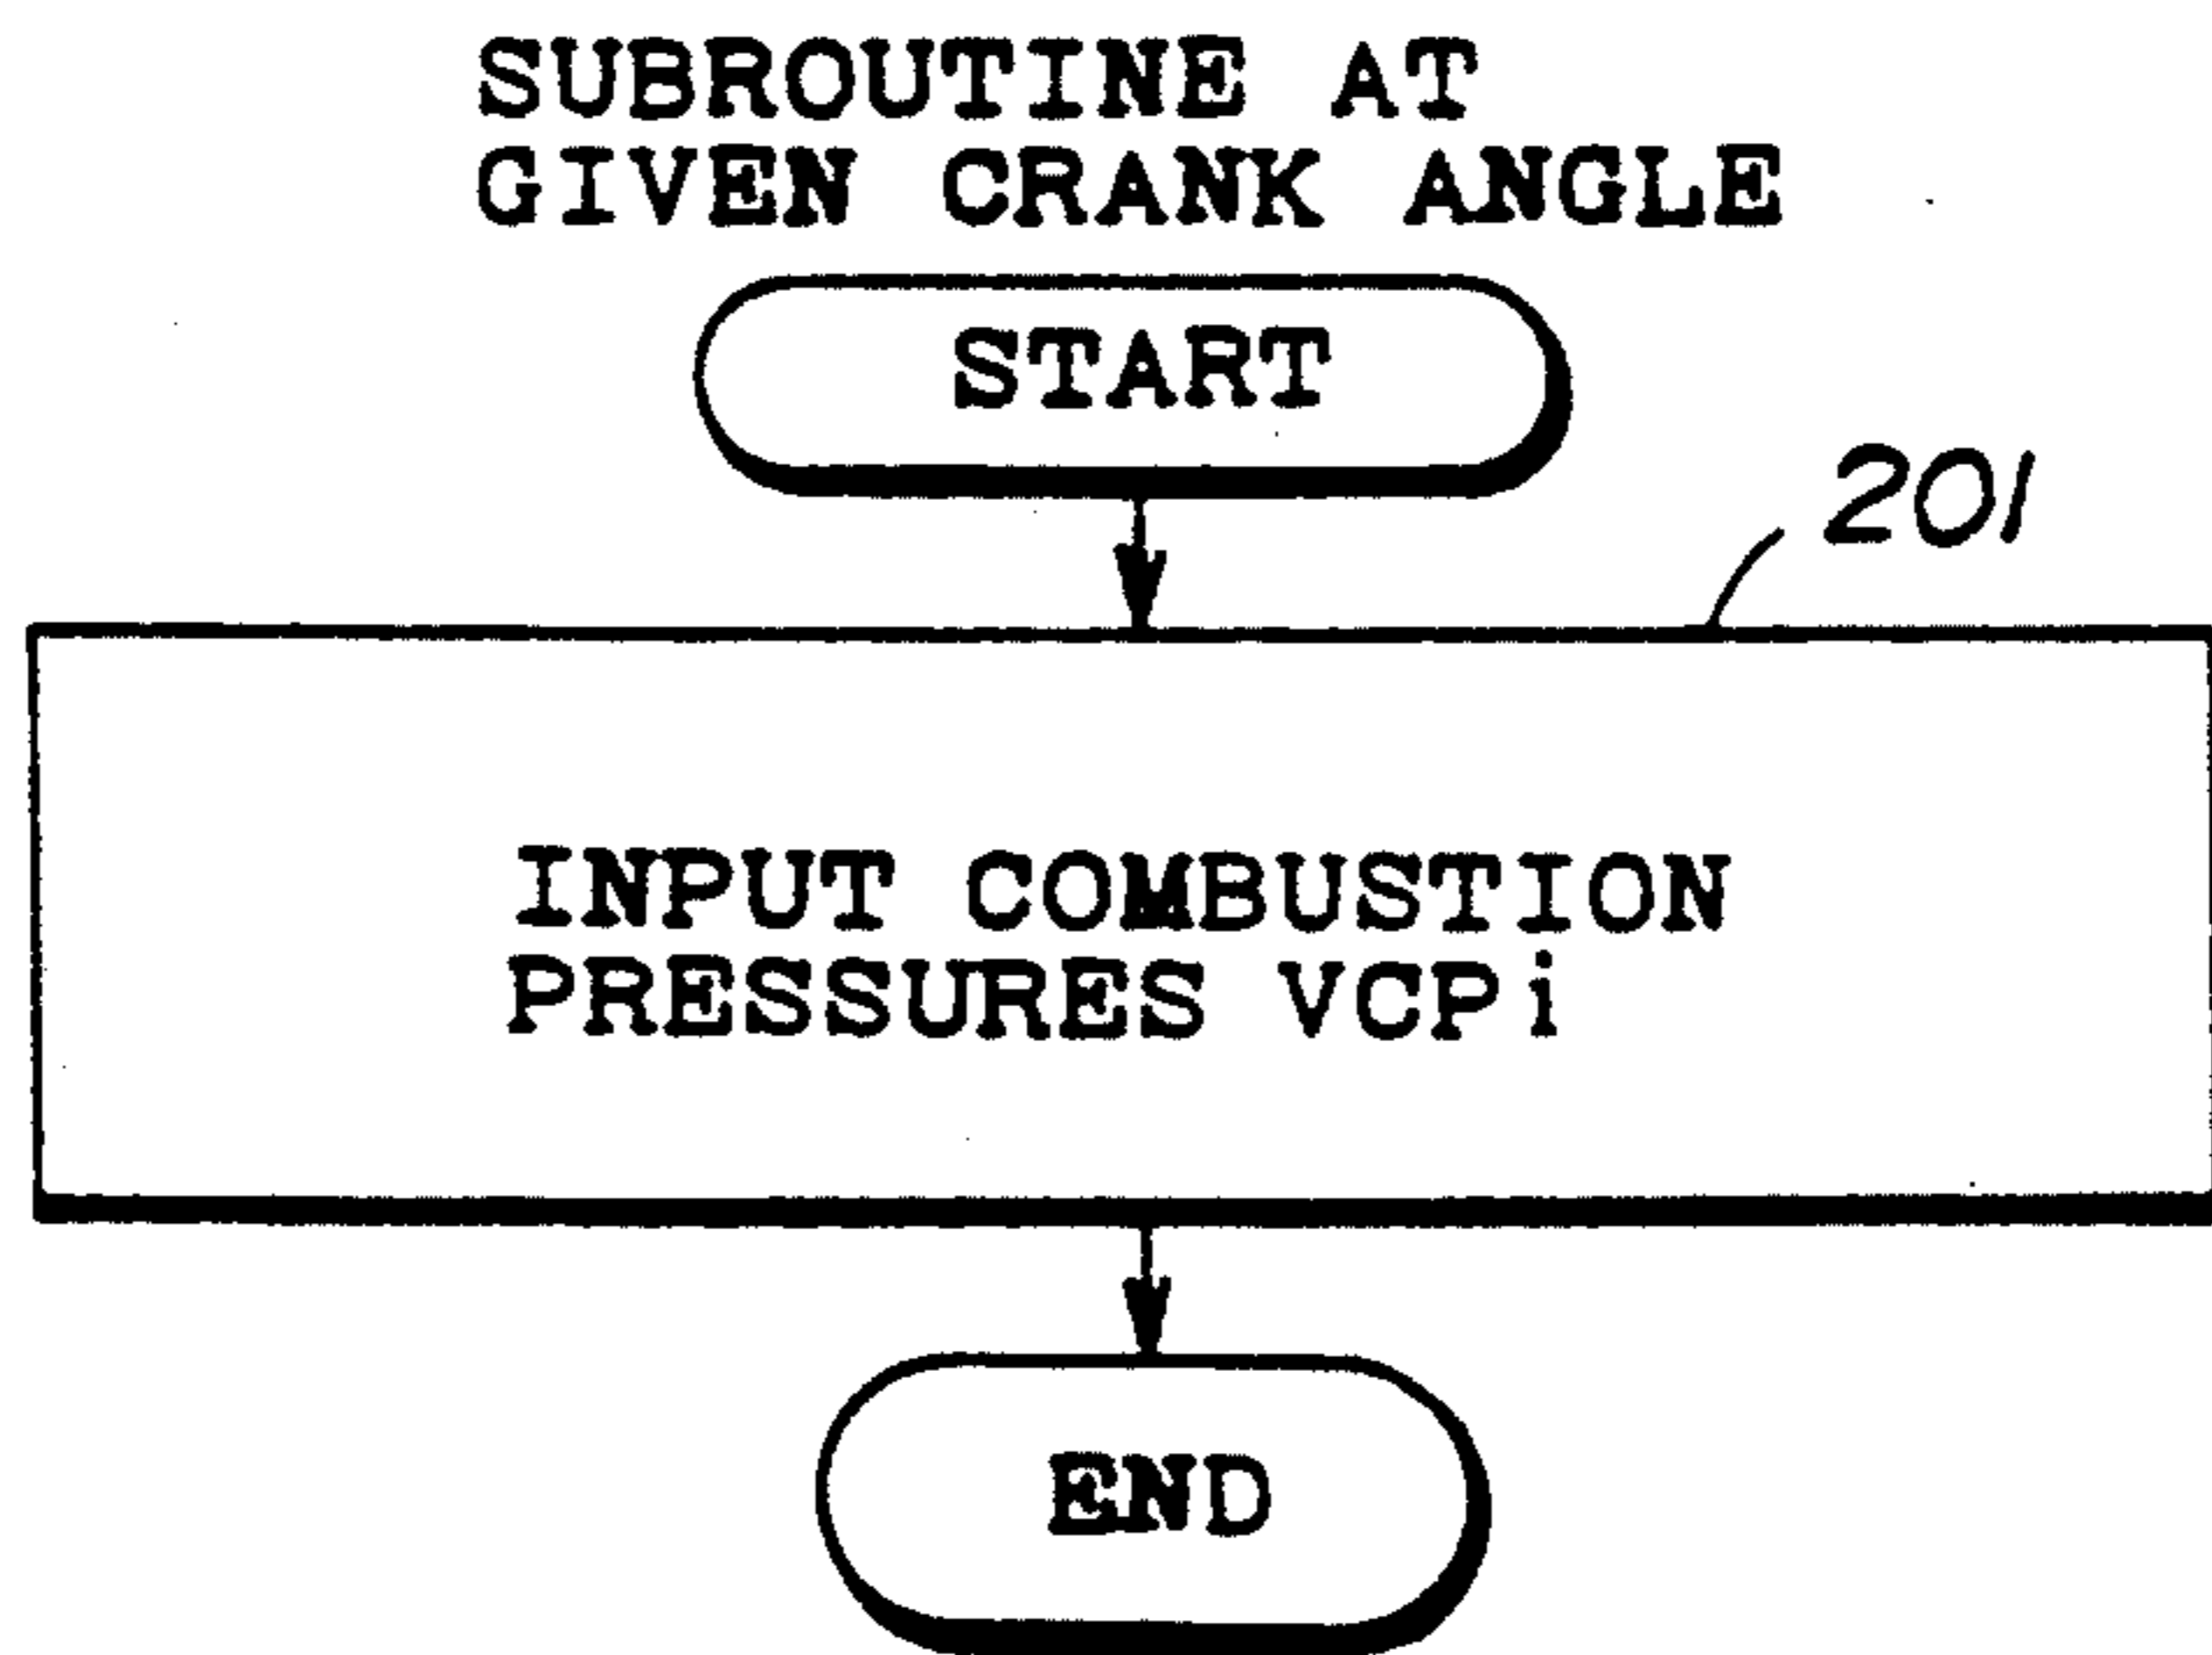 SUBROUTINE AT
GIVEN CRANK ANGLE
START
201
INPUT COMBUSTION
PRESSURES VCPi
END